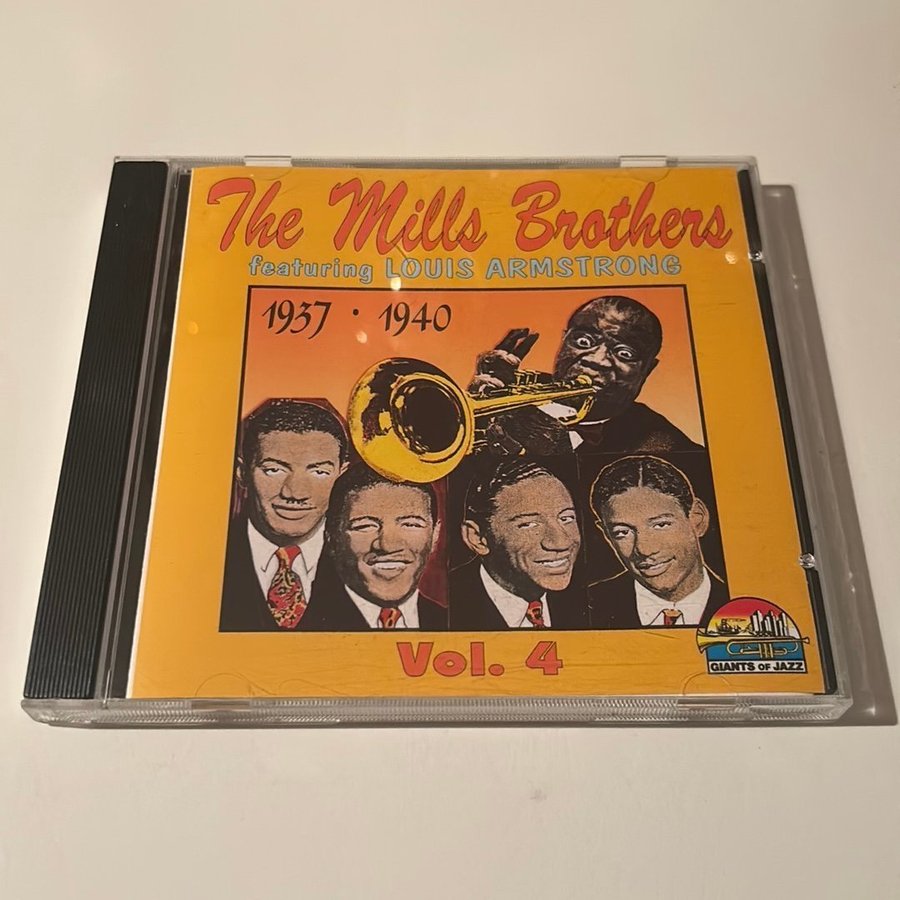 The Mills Brothers
featuring LOUIS ARMSTRONG
1937 · 1940
Vol. 4
GIANTS OF JAZZ